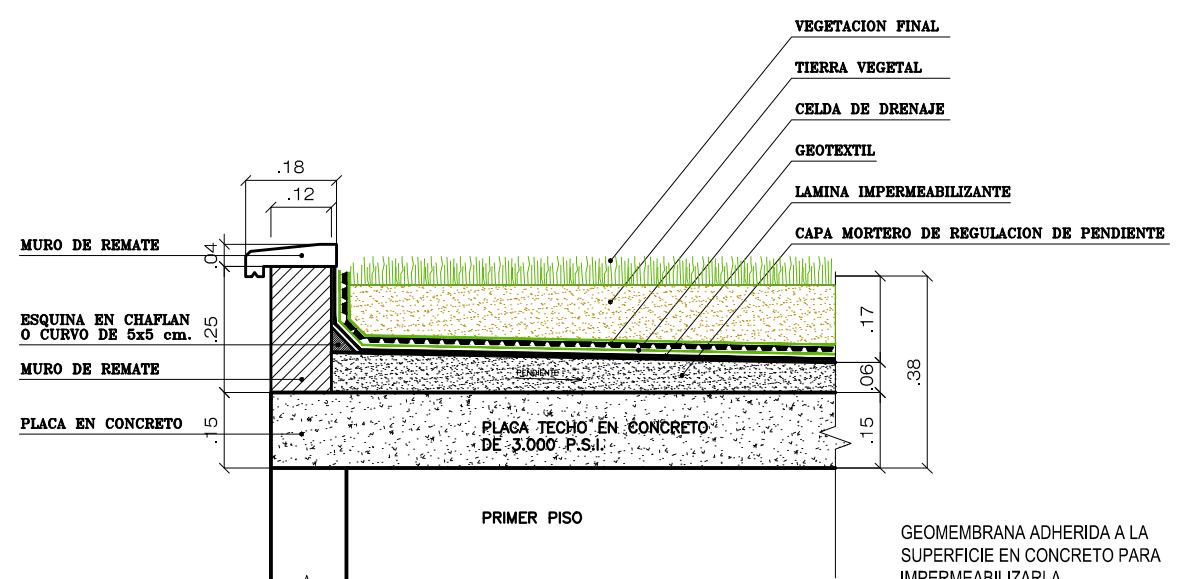 VEGETACION FINAL
TIERRA VEGETAL
CELDA DE DRENAJE
GEOTEXTIL
LAMINA IMPERMEABILIZANTE
CAPA MORTERO DE REGULACION DE PENDIENTE
.18
.12
MURO DE REMATE
.04
ESQUINA EN CHAFLAN
O CURVO DE 5x5 cm.
.25
MURO DE REMATE
PLACA EN CONCRETO
.15
PENDIENTE
PLACA TECHO EN CONCRETO
DE 3.000 P.S.I.
.17
.06
.15
.38
PRIMER PISO
GEOMEMBRANA ADHERIDA A LA
SUPERFICIE EN CONCRETO PARA
IMPERMEABILIZARLA